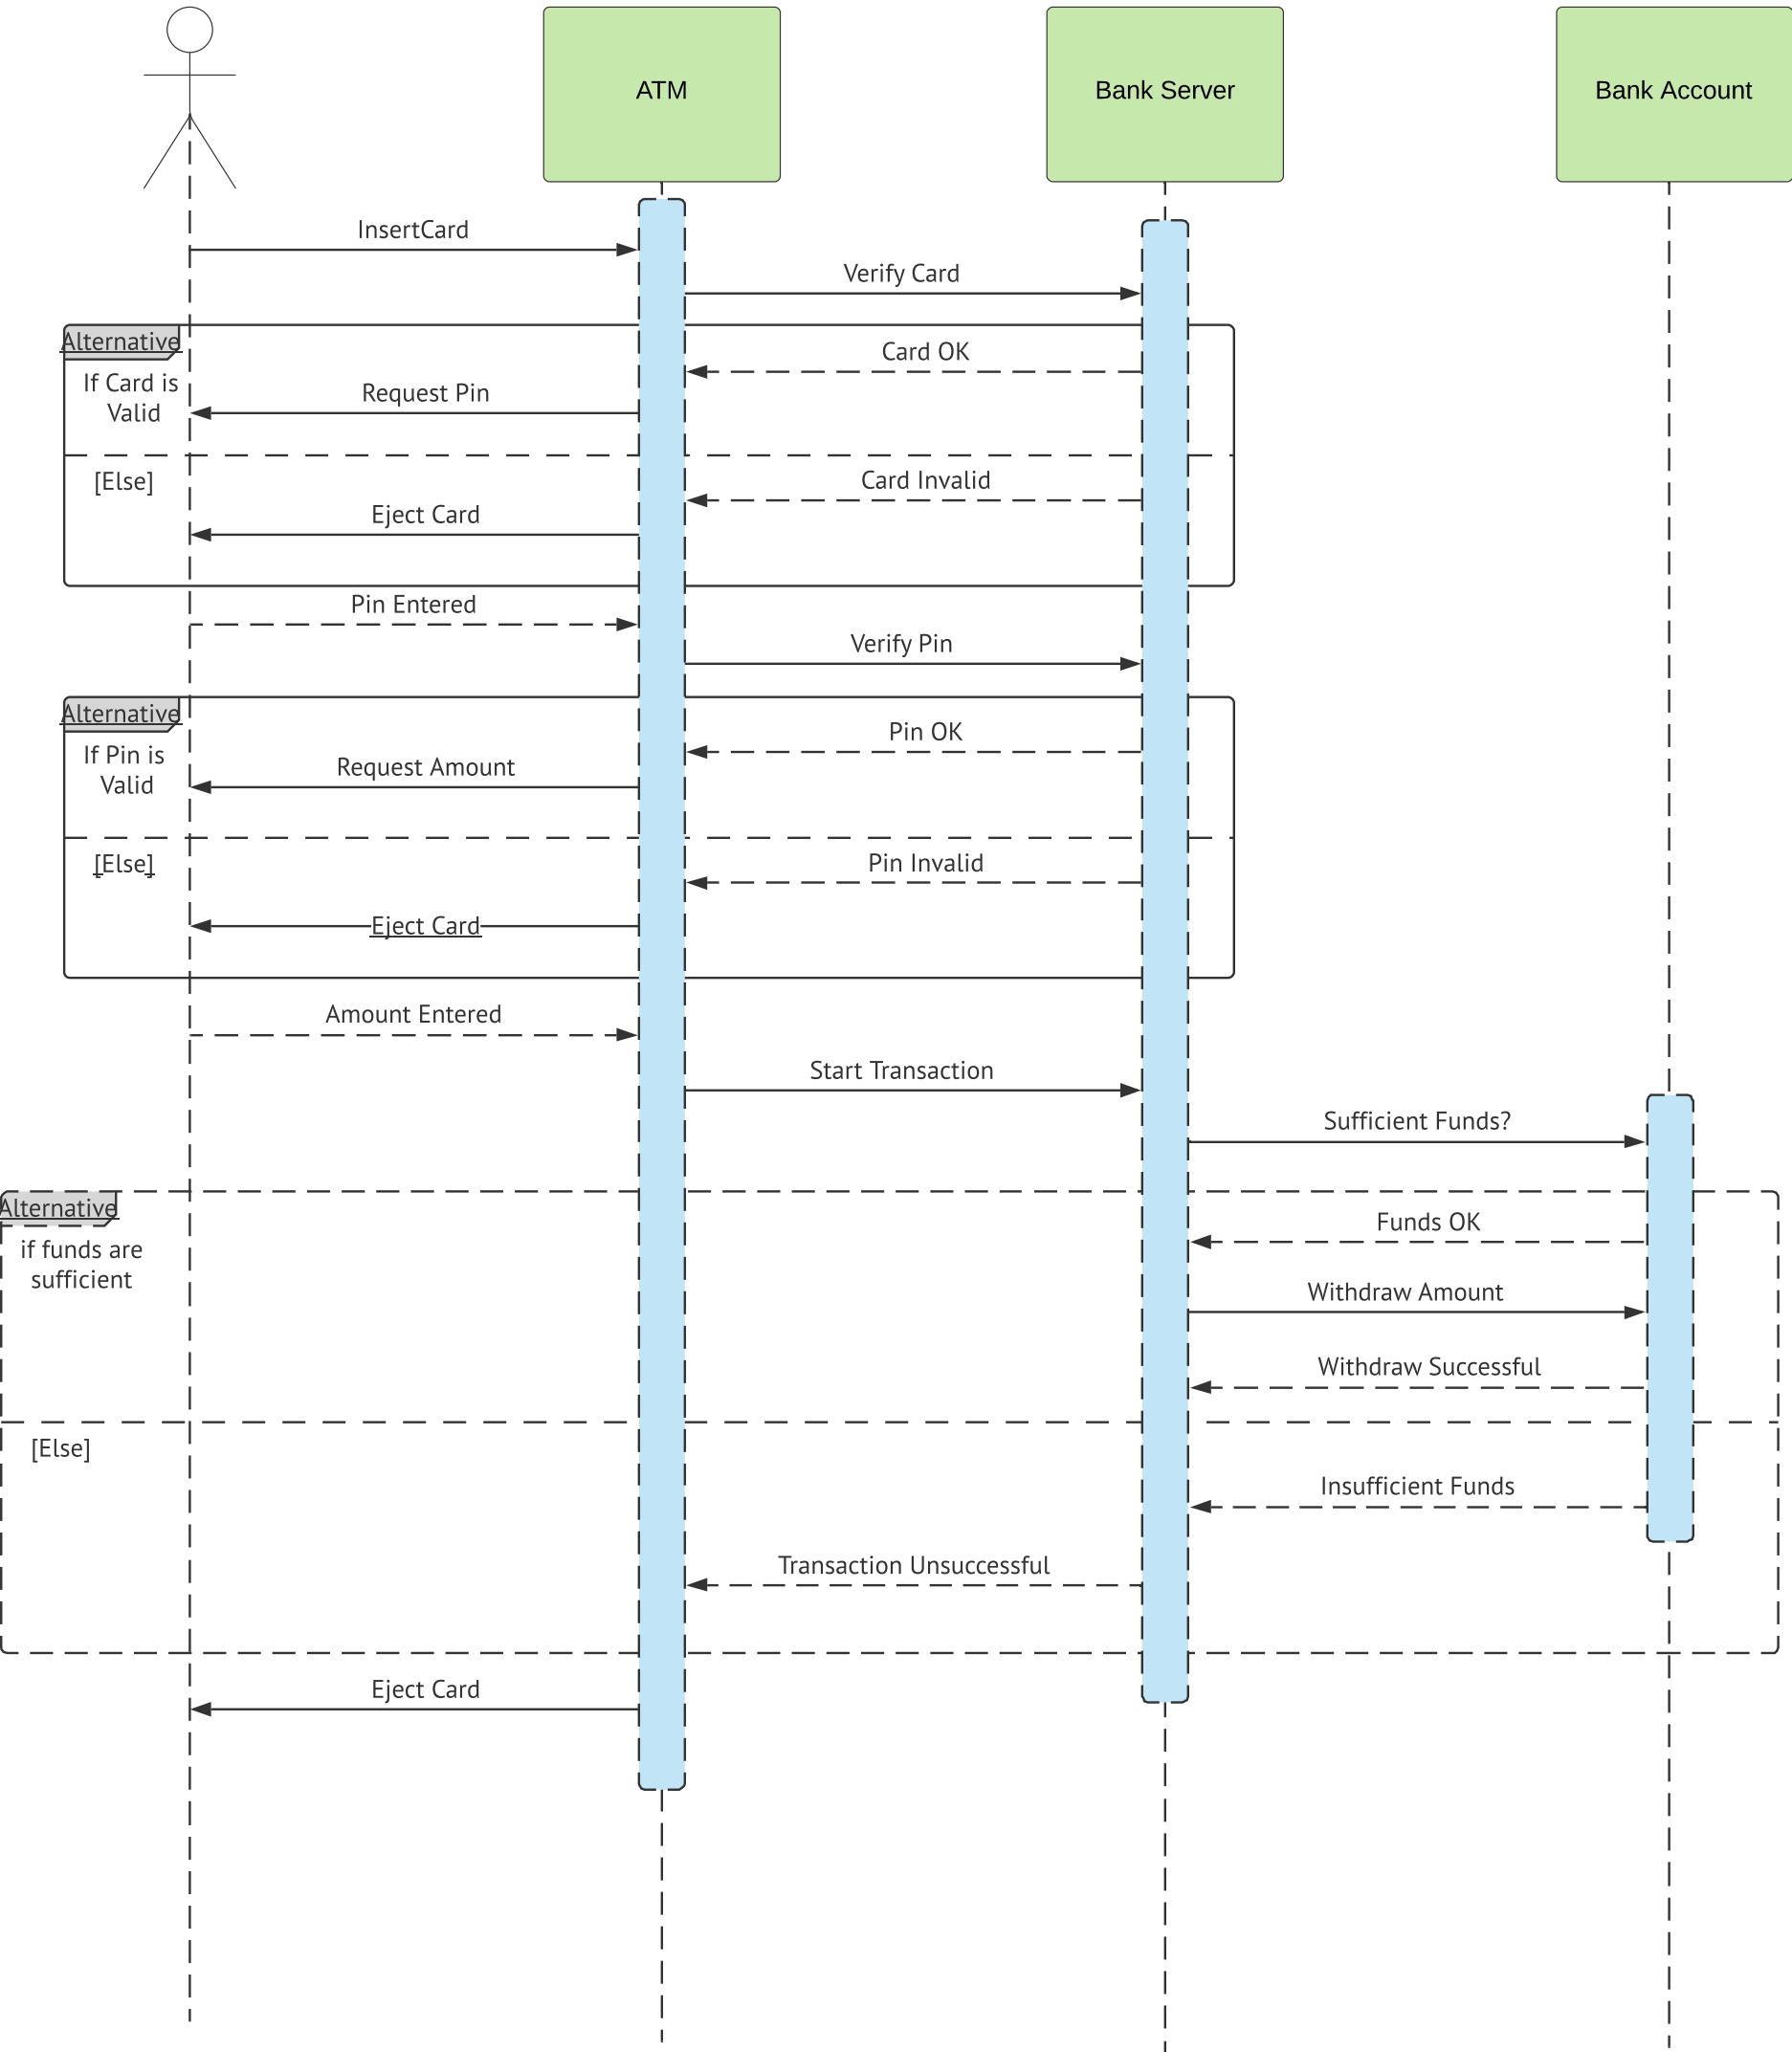 ATM
Bank Server
Bank Account
InsertCard
Verify Card
Alternative
Card OK
If Card is
Valid
Request Pin
[Else]
Card Invalid
Eject Card
Pin Entered
Verify Pin
Alternative
Pin OK
If Pin is
Valid
Request Amount
[Else]
Pin Invalid
Eject Card
Amount Entered
Start Transaction
Sufficient Funds?
Alternative
Funds OK
if funds are
sufficient
Withdraw Amount
Withdraw Successful
[Else]
Insufficient Funds
Transaction Unsuccessful
Eject Card